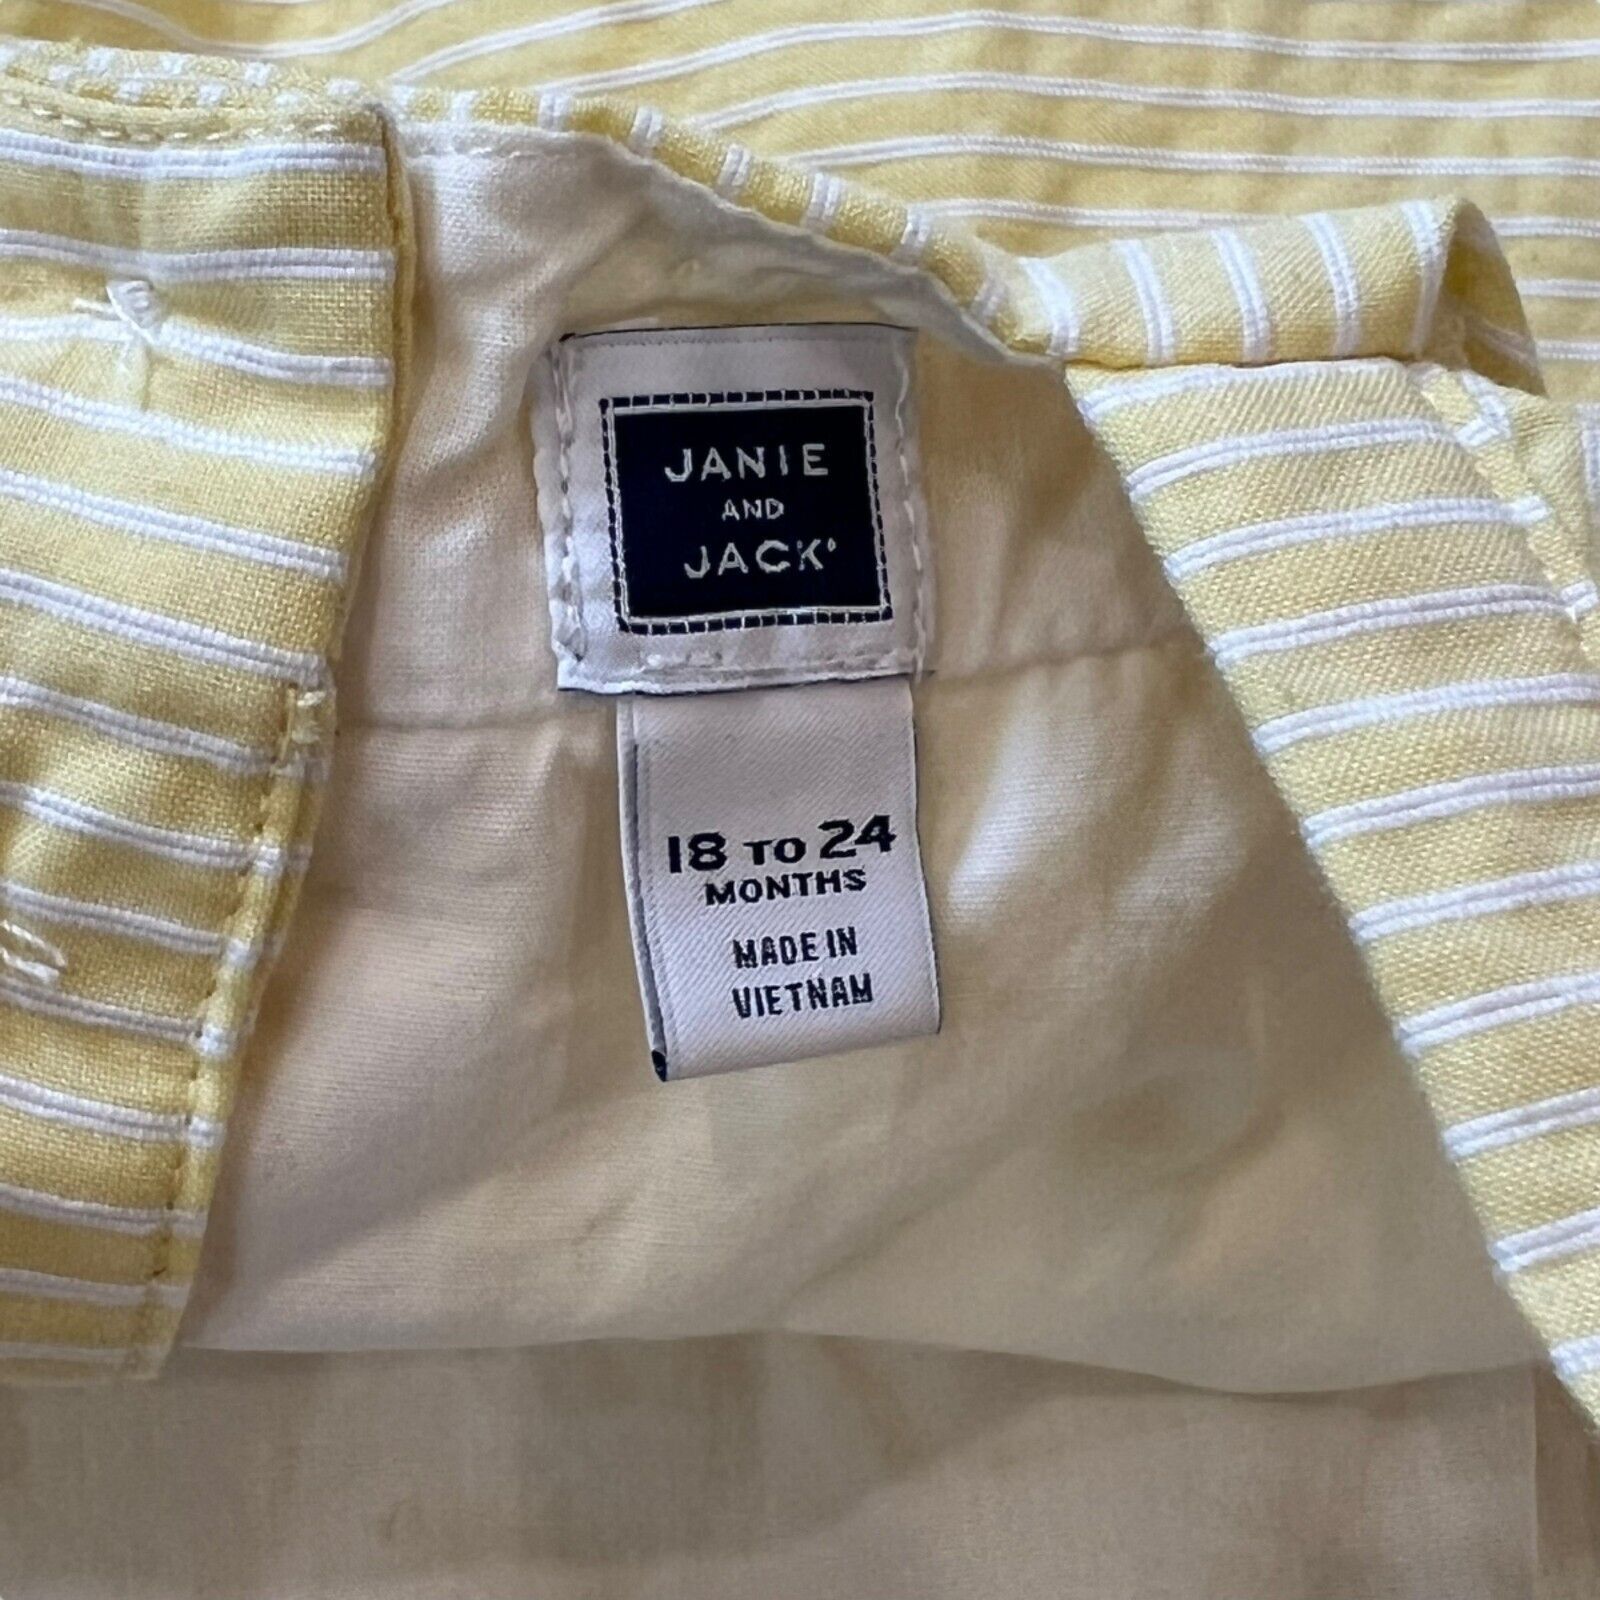 JANIE
AND
JACK®
18 TO 24
MONTHS
MADE IN
VIETNAM